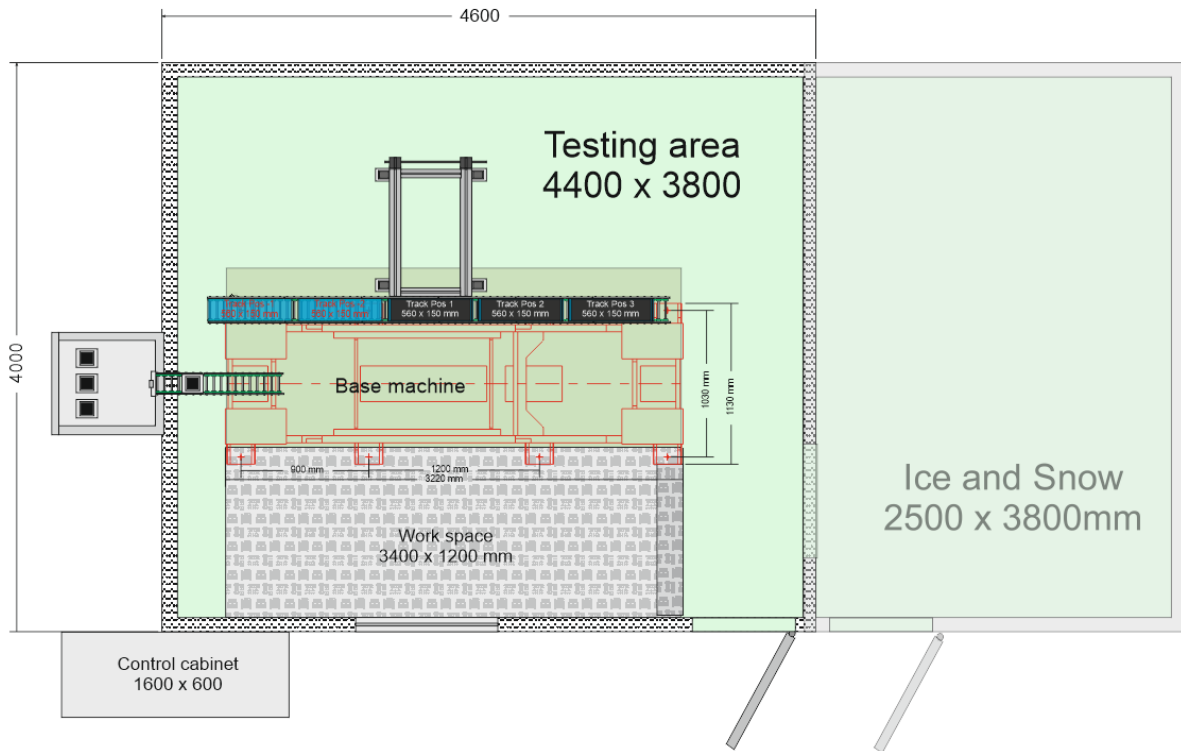 4600
4000
Testing area
4400 x 3800
Track Pos 1
560 x 150 mm
Track Pos 2
560 x 150 mm
Track Pos 3
560 x 150 mm
Base machine
1030 mm
1130 mm
900 mm
1200 mm
3220 mm
Work space
3400 x 1200 mm
Ice and Snow
2500 x 3800mm
Control cabinet
1600 x 600